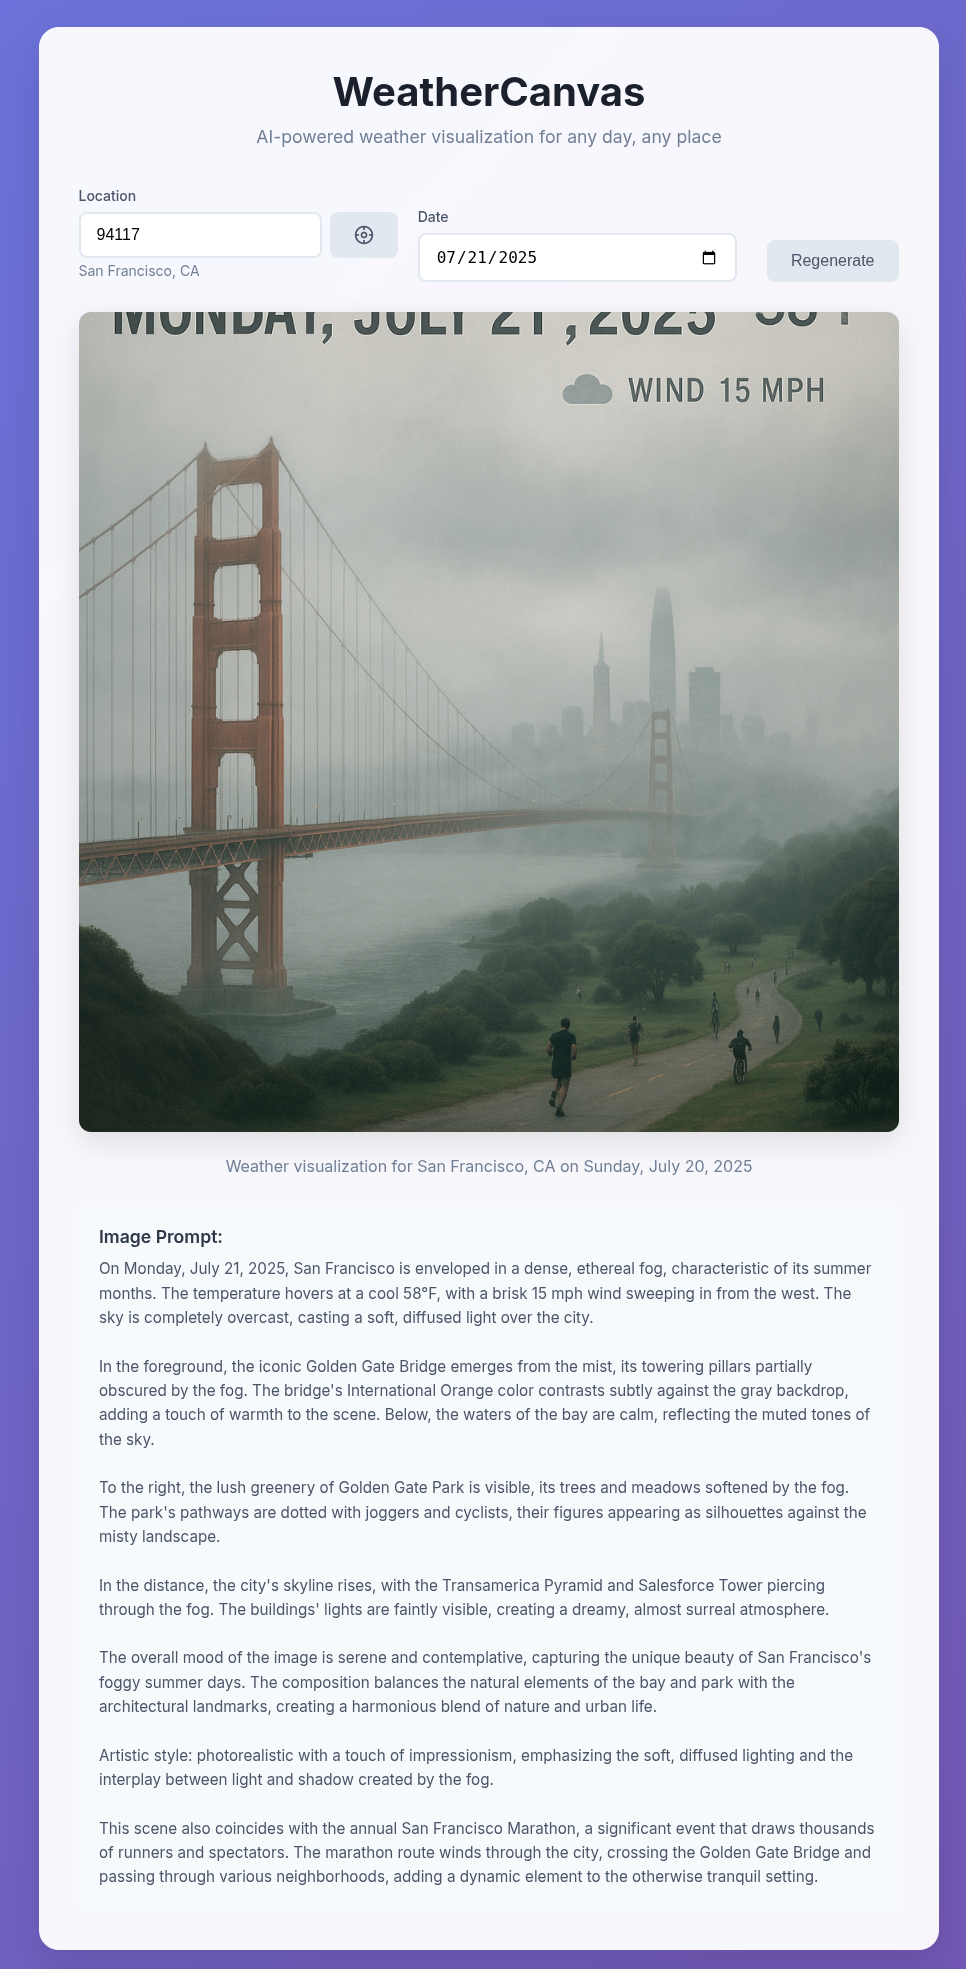 WeatherCanvas
AI-powered weather visualization for any day, any place
Location
94117
San Francisco, CA
Date
07/21/2025
Regenerate
MONDAY, JULY 21, 2025
WIND 15 MPH
Weather visualization for San Francisco, CA on Sunday, July 20, 2025
Image Prompt:
On Monday, July 21, 2025, San Francisco is enveloped in a dense, ethereal fog, characteristic of its summer
months. The temperature hovers at a cool 58°F, with a brisk 15 mph wind sweeping in from the west. The
sky is completely overcast, casting a soft, diffused light over the city.
In the foreground, the iconic Golden Gate Bridge emerges from the mist, its towering pillars partially
obscured by the fog. The bridge's International Orange color contrasts subtly against the gray backdrop,
adding a touch of warmth to the scene. Below, the waters of the bay are calm, reflecting the muted tones of
the sky.
To the right, the lush greenery of Golden Gate Park is visible, its trees and meadows softened by the fog.
The park's pathways are dotted with joggers and cyclists, their figures appearing as silhouettes against the
misty landscape.
In the distance, the city's skyline rises, with the Transamerica Pyramid and Salesforce Tower piercing
through the fog. The buildings' lights are faintly visible, creating a dreamy, almost surreal atmosphere.
The overall mood of the image is serene and contemplative, capturing the unique beauty of San Francisco's
foggy summer days. The composition balances the natural elements of the bay and park with the
architectural landmarks, creating a harmonious blend of nature and urban life.
Artistic style: photorealistic with a touch of impressionism, emphasizing the soft, diffused lighting and the
interplay between light and shadow created by the fog.
This scene also coincides with the annual San Francisco Marathon, a significant event that draws thousands
of runners and spectators. The marathon route winds through the city, crossing the Golden Gate Bridge and
passing through various neighborhoods, adding a dynamic element to the otherwise tranquil setting.